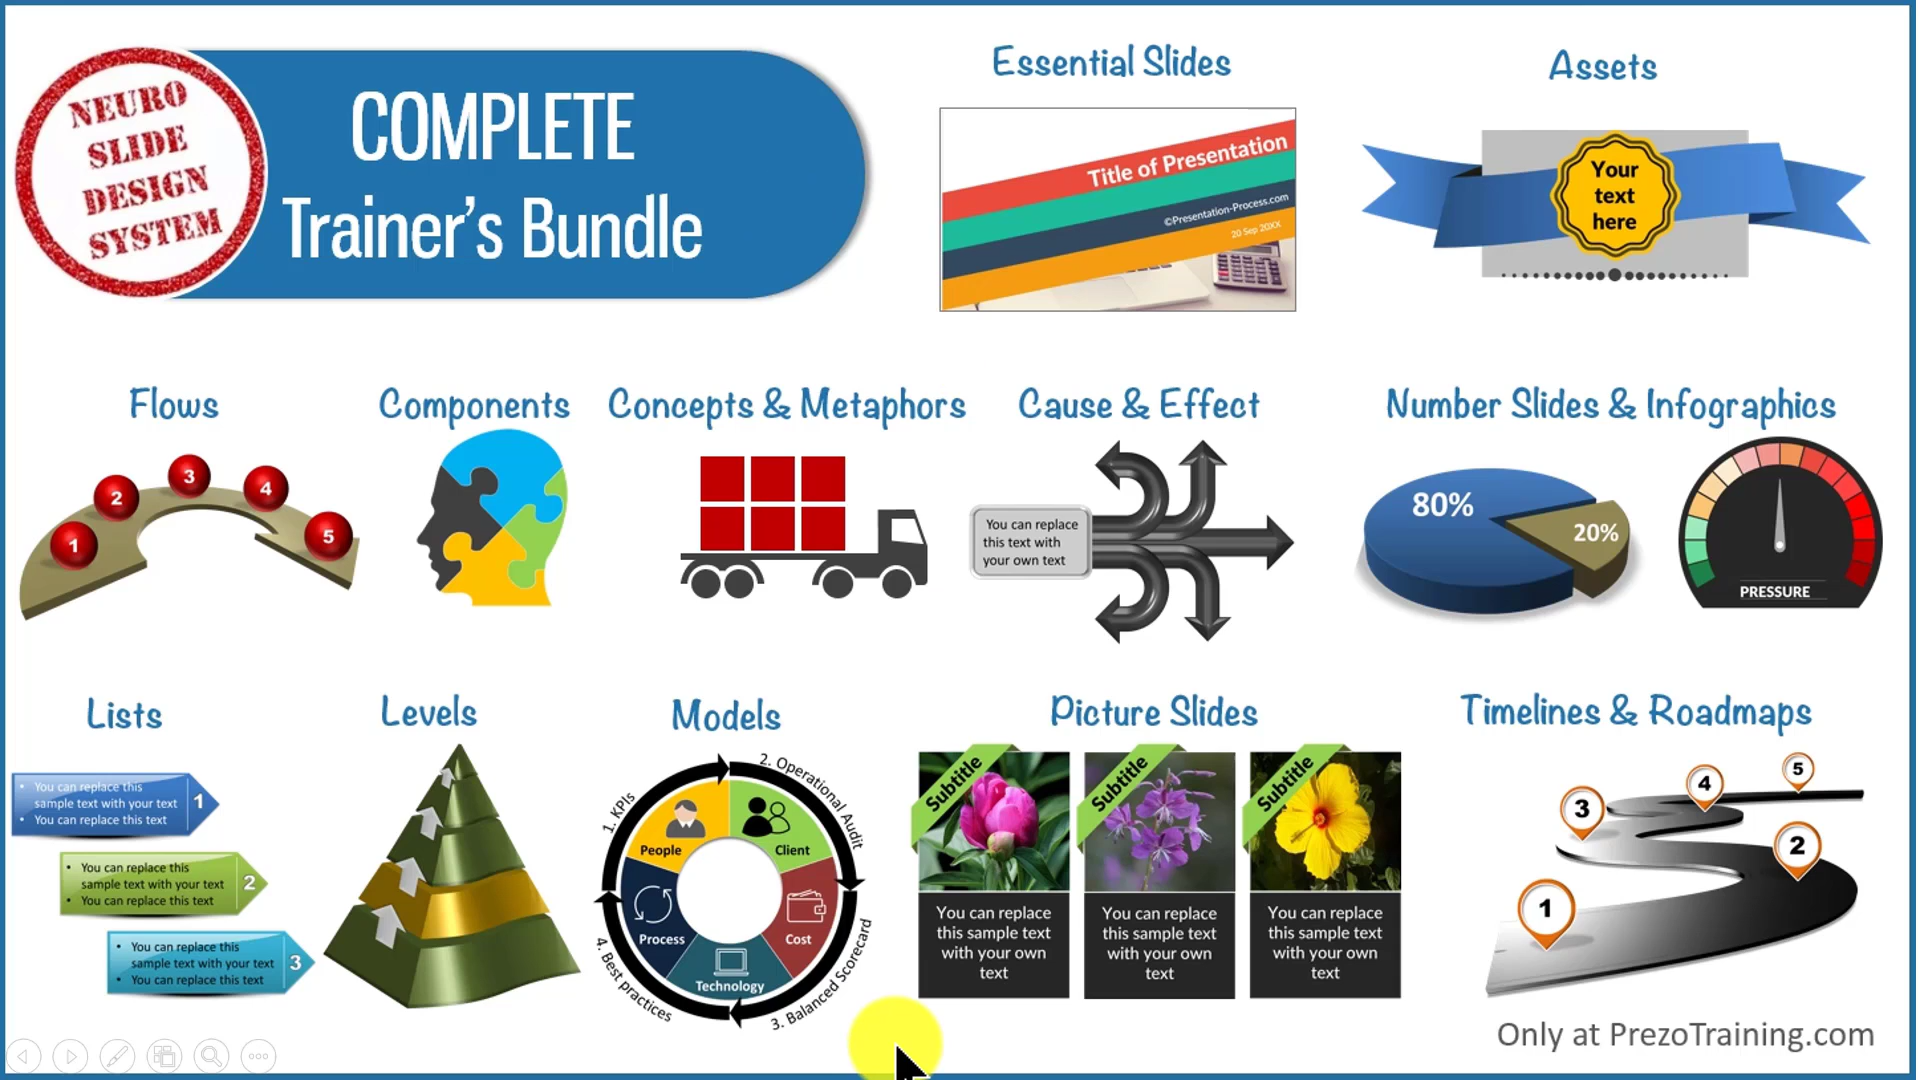 NEURO
SLIDE
DESIGN
SYSTEM
COMPLETE
Trainer's Bundle
Essential Slides
Title of Presentation
©Presentation-Process.com
20 Sep 20XX
Assets
Your
text
here
Flows
1
2
3
4
5
Components
Concepts & Metaphors
Cause & Effect
You can replace
this text with
your own text
Number Slides & Infographics
80%
20%
PRESSURE
Lists
• You can replace this
sample text with your text
• You can replace this text
1
• You can replace this
sample text with your text
• You can replace this text
2
• You can replace this
sample text with your text
• You can replace this text
3
Levels
Models
1. KPIs
2. Operational Audit
3. Balanced Scorecard
4. Best practices
People
Client
Process
Cost
Technology
Picture Slides
Subtitle
You can replace
this sample text
with your own
text
Subtitle
You can replace
this sample text
with your own
text
Subtitle
You can replace
this sample text
with your own
text
Timelines & Roadmaps
1
2
3
4
5
Only at PrezoTraining.com